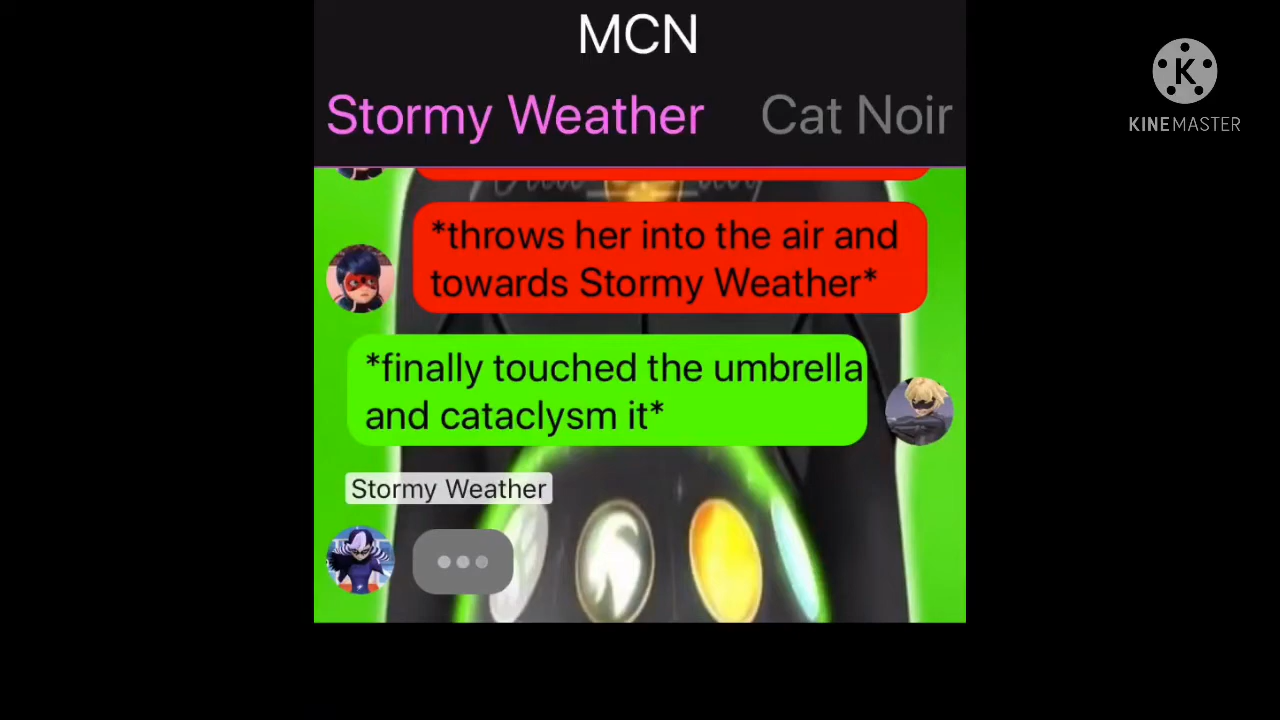 MCN
Stormy Weather Cat Noir
*throws her into the air and
towards Stormy Weather*
*finally touched the umbrella
and cataclysm it*
Stormy Weather
K
KINEMASTER